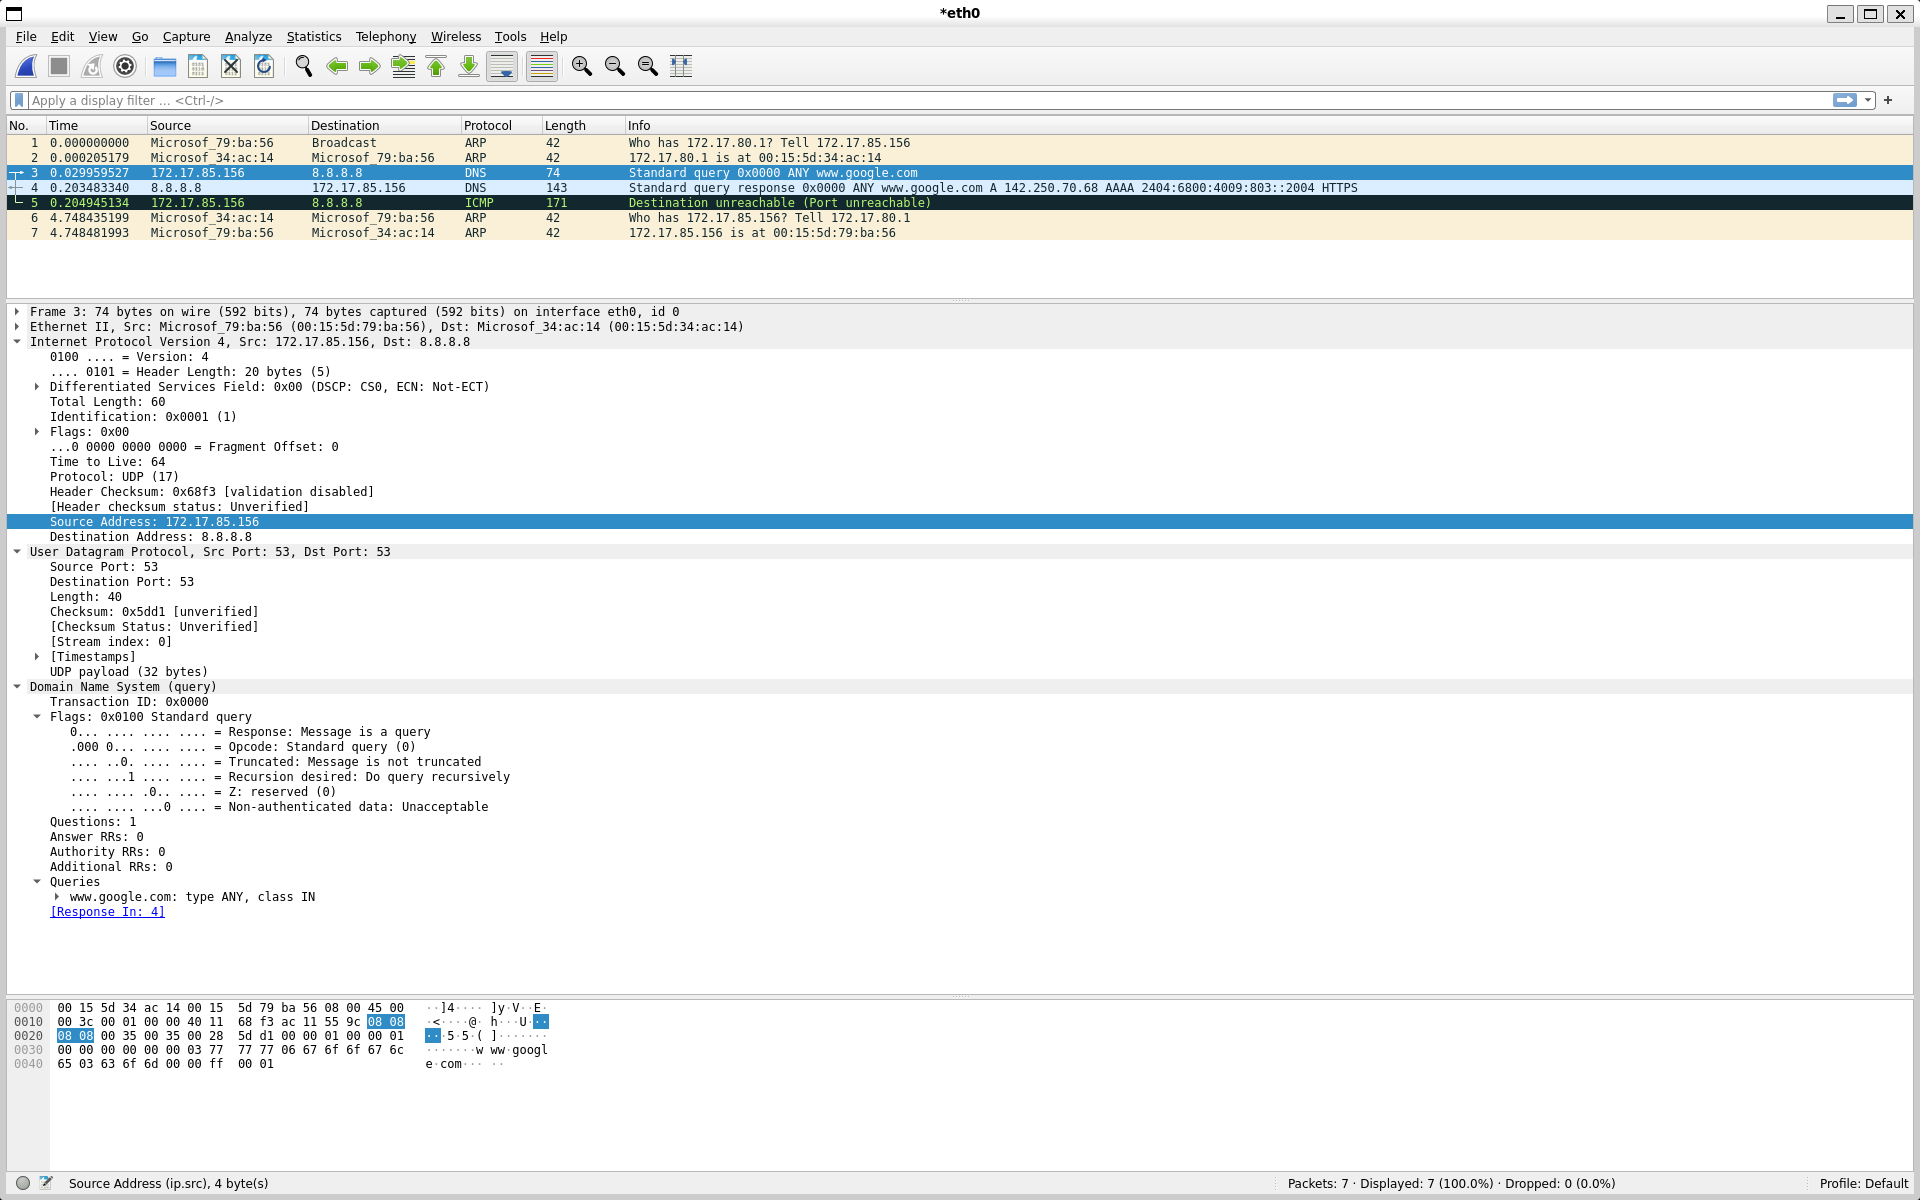 *eth0
File Edit View Go Capture Analyze Statistics Telephony Wireless Tools Help
Apply a display filter ... <Ctrl-/>
No. Time Source Destination Protocol Length Info
1 0.000000000 Microsof_79:ba:56 Broadcast ARP 42 Who has 172.17.80.1? Tell 172.17.85.156
2 0.000205179 Microsof_34:ac:14 Microsof_79:ba:56 ARP 42 172.17.80.1 is at 00:15:5d:34:ac:14
3 0.029959527 172.17.85.156 8.8.8.8 DNS 74 Standard query 0x0000 ANY www.google.com
4 0.203483340 8.8.8.8 172.17.85.156 DNS 143 Standard query response 0x0000 ANY www.google.com A 142.250.70.68 AAAA 2404:6800:4009:803::2004 HTTPS
5 0.204945134 172.17.85.156 8.8.8.8 ICMP 171 Destination unreachable (Port unreachable)
6 4.748435199 Microsof_34:ac:14 Microsof_79:ba:56 ARP 42 Who has 172.17.85.156? Tell 172.17.80.1
7 4.748481993 Microsof_79:ba:56 Microsof_34:ac:14 ARP 42 172.17.85.156 is at 00:15:5d:79:ba:56
Frame 3: 74 bytes on wire (592 bits), 74 bytes captured (592 bits) on interface eth0, id 0
Ethernet II, Src: Microsof_79:ba:56 (00:15:5d:79:ba:56), Dst: Microsof_34:ac:14 (00:15:5d:34:ac:14)
Internet Protocol Version 4, Src: 172.17.85.156, Dst: 8.8.8.8
0100 .... = Version: 4
.... 0101 = Header Length: 20 bytes (5)
Differentiated Services Field: 0x00 (DSCP: CS0, ECN: Not-ECT)
Total Length: 60
Identification: 0x0001 (1)
Flags: 0x00
...0 0000 0000 0000 = Fragment Offset: 0
Time to Live: 64
Protocol: UDP (17)
Header Checksum: 0x68f3 [validation disabled]
[Header checksum status: Unverified]
Source Address: 172.17.85.156
Destination Address: 8.8.8.8
User Datagram Protocol, Src Port: 53, Dst Port: 53
Source Port: 53
Destination Port: 53
Length: 40
Checksum: 0x5dd1 [unverified]
[Checksum Status: Unverified]
[Stream index: 0]
[Timestamps]
UDP payload (32 bytes)
Domain Name System (query)
Transaction ID: 0x0000
Flags: 0x0100 Standard query
0... .... .... .... = Response: Message is a query
.000 0... .... .... = Opcode: Standard query (0)
.... ..0. .... .... = Truncated: Message is not truncated
.... ...1 .... .... = Recursion desired: Do query recursively
.... .... .0.. .... = Z: reserved (0)
.... .... ...0 .... = Non-authenticated data: Unacceptable
Questions: 1
Answer RRs: 0
Authority RRs: 0
Additional RRs: 0
Queries
www.google.com: type ANY, class IN
[Response In: 4]
0000 00 15 5d 34 ac 14 00 15 5d 79 ba 56 08 00 45 00 ··]4···· ]y·V··E·
0010 00 3c 00 01 00 00 40 11 68 f3 ac 11 55 9c 08 08 ·<····@· h···U···
0020 08 08 00 35 00 35 00 28 5d d1 00 00 01 00 00 01 ···5·5·( ]·······
0030 00 00 00 00 00 00 03 77 77 77 06 67 6f 6f 67 6c ·······w ww·googl
0040 65 03 63 6f 6d 00 00 ff 00 01 e·com··· ··
Source Address (ip.src), 4 byte(s)
Packets: 7 · Displayed: 7 (100.0%) · Dropped: 0 (0.0%)
Profile: Default